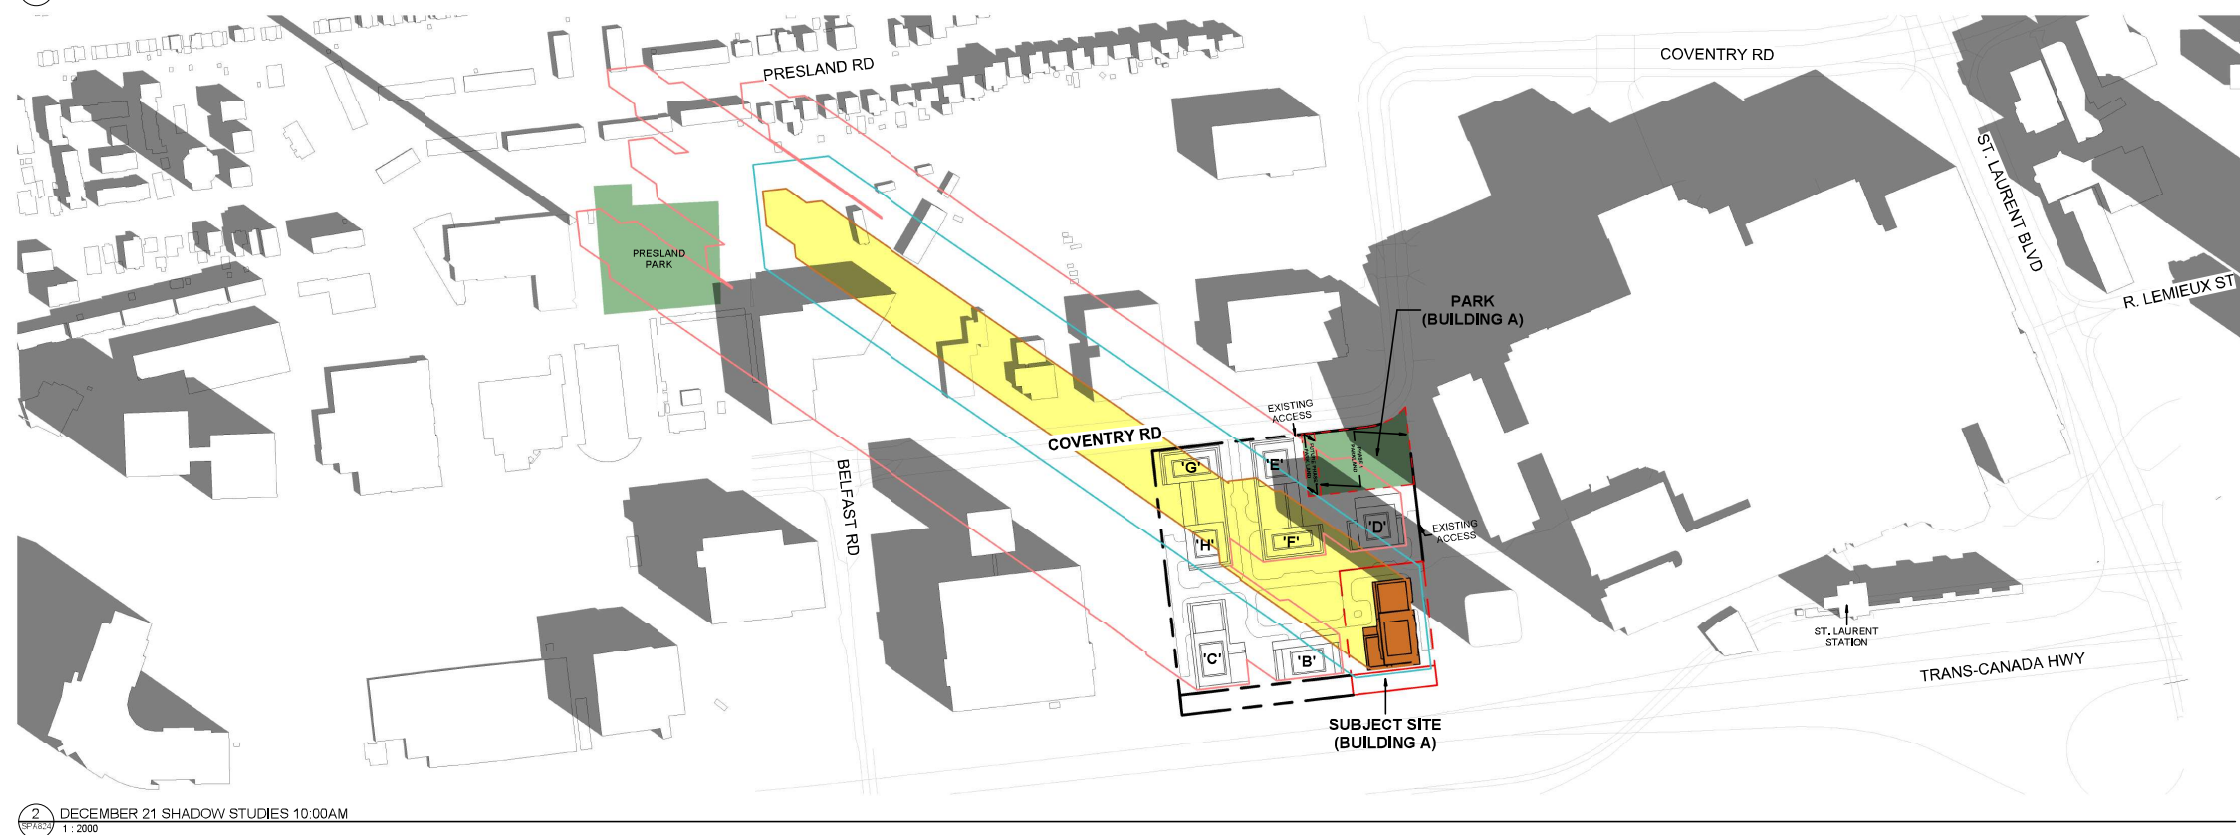 PRESLAND RD
COVENTRY RD
ST. LAURENT BLVD
R. LEMIEUX ST
PRESLAND
PARK
PARK
(BUILDING A)
EXISTING
ACCESS
COVENTRY RD
BELFAST RD
'G'
'E'
'D'
'H'
'F'
EXISTING
ACCESS
'C'
'B'
ST. LAURENT
STATION
TRANS-CANADA HWY
SUBJECT SITE
(BUILDING A)
2
SPA824
DECEMBER 21 SHADOW STUDIES 10:00AM
1 : 2000